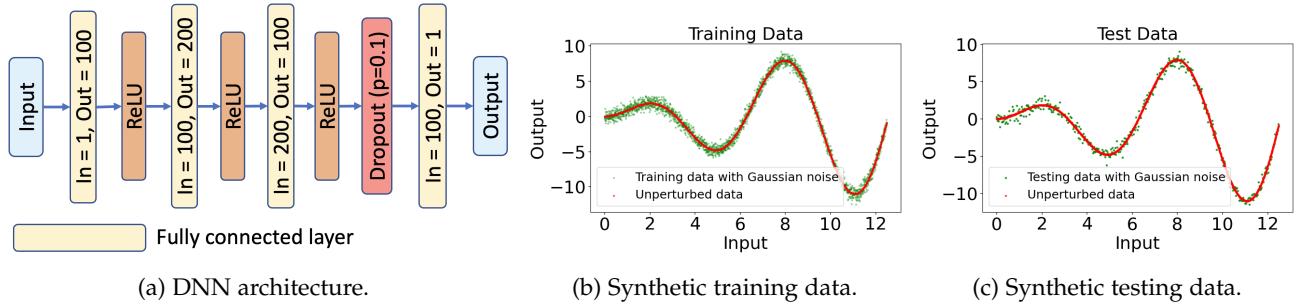 Input
In = 1, Out = 100
ReLU
In = 100, Out = 200
ReLU
In = 200, Out = 100
ReLU
Dropout (p=0.1)
In = 100, Out = 1
Output
Fully connected layer
(a) DNN architecture.
Training Data
Output
10
5
0
−5
−10
Training data with Gaussian noise
Unperturbed data
0 2 4 6 8 10 12
Input
(b) Synthetic training data.
Test Data
Output
10
5
0
−5
−10
Testing data with Gaussian noise
Unperturbed data
0 2 4 6 8 10 12
Input
(c) Synthetic testing data.